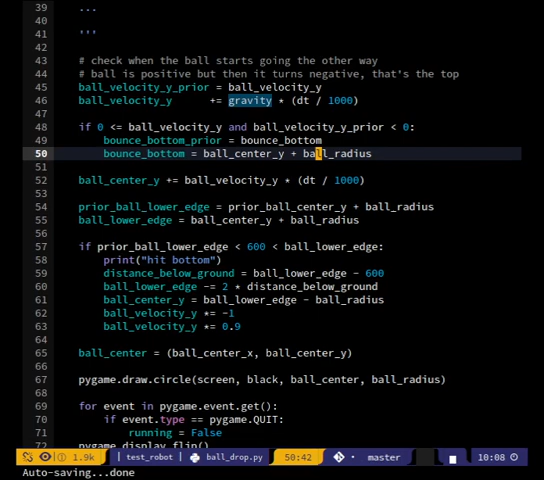 39 ...
40
41 '''
42
43 # check when the ball starts going the other way
44 # ball is positive but then it turns negative, that's the top
45 ball_velocity_y_prior = ball_velocity_y
46 ball_velocity_y += gravity * (dt / 1000)
47
48 if 0 <= ball_velocity_y and ball_velocity_y_prior < 0:
49 bounce_bottom_prior = bounce_bottom
50 bounce_bottom = ball_center_y + ball_radius
51
52 ball_center_y += ball_velocity_y * (dt / 1000)
53
54 prior_ball_lower_edge = prior_ball_center_y + ball_radius
55 ball_lower_edge = ball_center_y + ball_radius
56
57 if prior_ball_lower_edge < 600 < ball_lower_edge:
58 print("hit bottom")
59 distance_below_ground = ball_lower_edge - 600
60 ball_lower_edge -= 2 * distance_below_ground
61 ball_center_y = ball_lower_edge - ball_radius
62 ball_velocity_y *= -1
63 ball_velocity_y *= 0.9
64
65 ball_center = (ball_center_x, ball_center_y)
66
67 pygame.draw.circle(screen, black, ball_center, ball_radius)
68
69 for event in pygame.event.get():
70 if event.type == pygame.QUIT:
71 running = False
72 pygame.display.flip()
1.9k test_robot ball_drop.py 50:42 master 10:08
Auto-saving...done